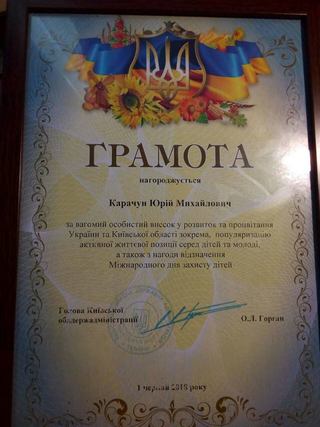 ГРАМОТА
нагороджується
Карачун Юрій Михайлович
за вагомий особистий внесок у розвиток та процвітання
України та Київської області зокрема, популяризацію
активної життєвої позиції серед дітей та молоді,
а також з нагоди відзначення
Міжнародного дня захисту дітей
Голова Київської
облдержадміністрації
О.Л. Горган
1 червня 2018 року